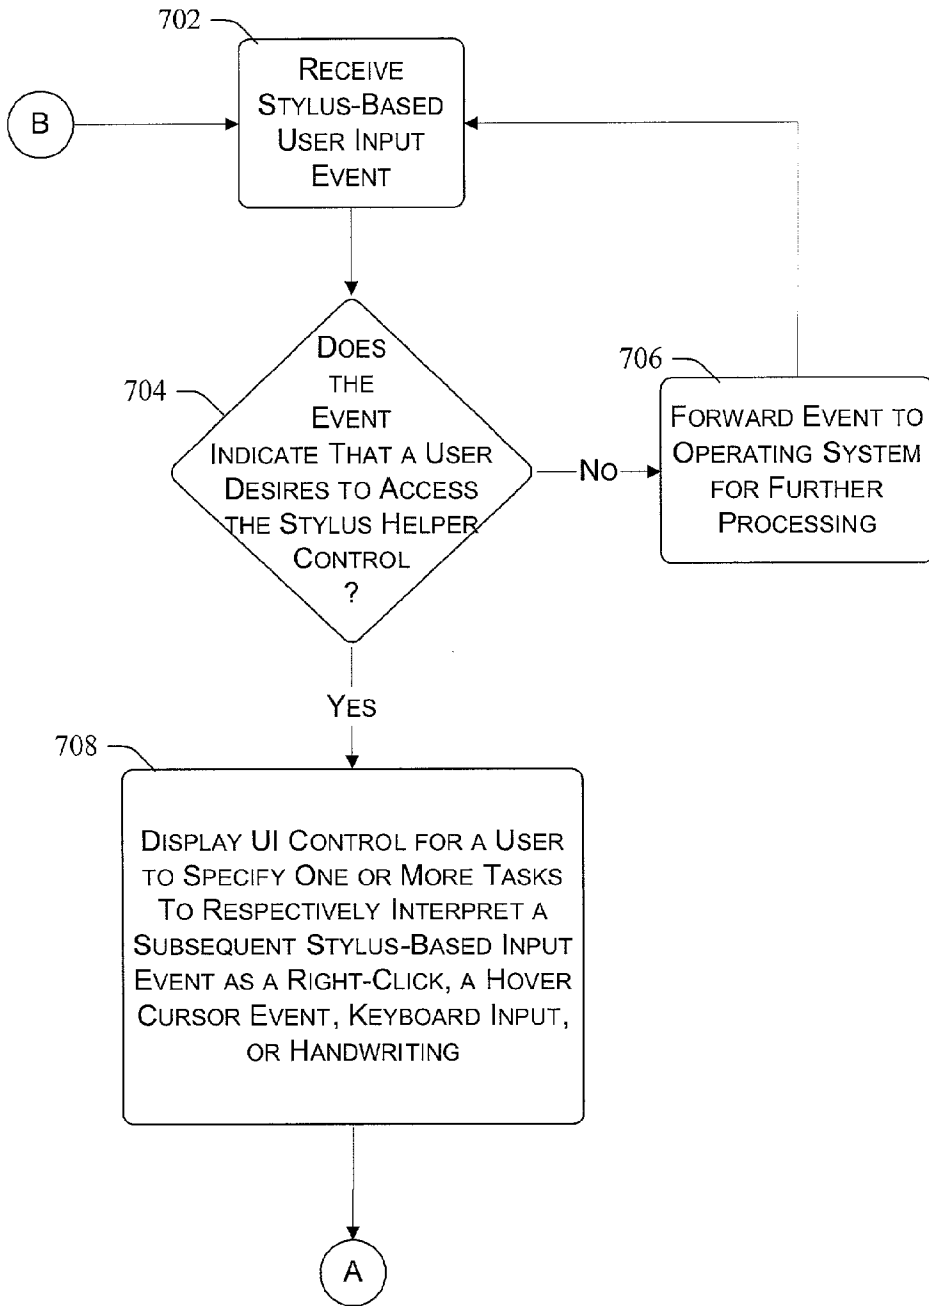 702
RECEIVE
STYLUS-BASED
USER INPUT
EVENT
B
704
DOES
THE
EVENT
INDICATE THAT A USER
DESIRES TO ACCESS
THE STYLUS HELPER
CONTROL
?
NO
706
FORWARD EVENT TO
OPERATING SYSTEM
FOR FURTHER
PROCESSING
YES
708
DISPLAY UI CONTROL FOR A USER
TO SPECIFY ONE OR MORE TASKS
TO RESPECTIVELY INTERPRET A
SUBSEQUENT STYLUS-BASED INPUT
EVENT AS A RIGHT-CLICK, A HOVER
CURSOR EVENT, KEYBOARD INPUT,
OR HANDWRITING
A